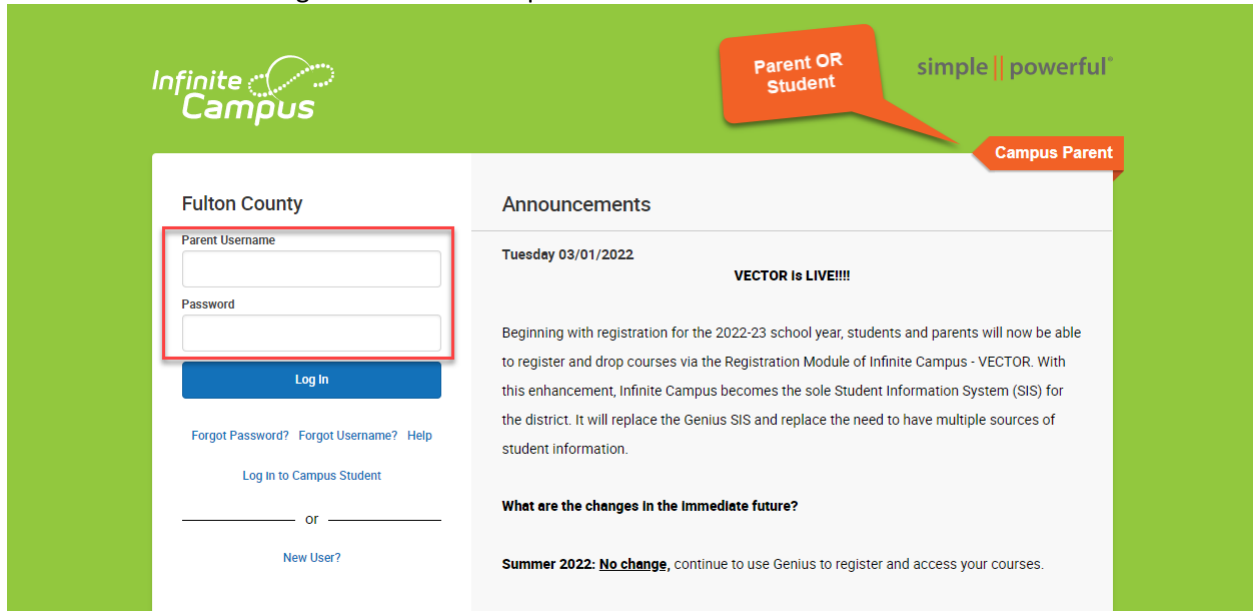 Infinite
Campus
Parent OR
Student
simple || powerful®
Campus Parent
Fulton County
Parent Username
Password
Log In
Forgot Password? Forgot Username? Help
Log In to Campus Student
or
New User?
Announcements
Tuesday 03/01/2022
VECTOR is LIVE!!!!
Beginning with registration for the 2022-23 school year, students and parents will now be able
to register and drop courses via the Registration Module of Infinite Campus - VECTOR. With
this enhancement, Infinite Campus becomes the sole Student Information System (SIS) for
the district. It will replace the Genius SIS and replace the need to have multiple sources of
student information.
What are the changes in the immediate future?
Summer 2022: No change, continue to use Genius to register and access your courses.